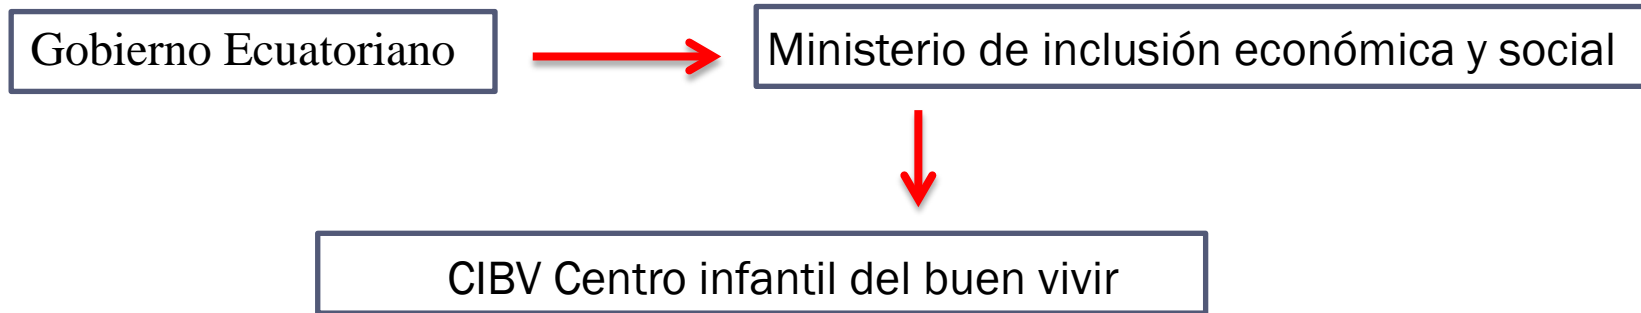 Gobierno Ecuatoriano
Ministerio de inclusión económica y social
CIBV Centro infantil del buen vivir